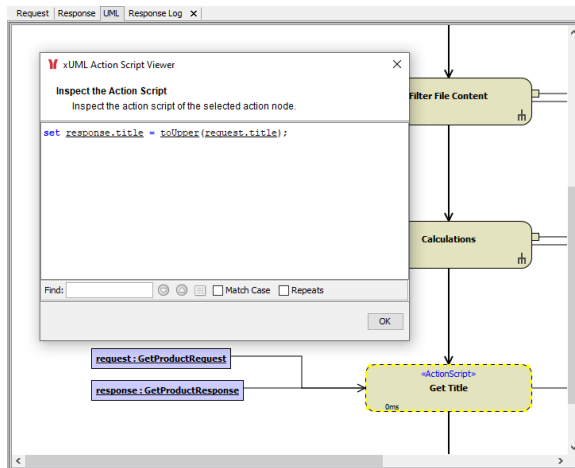 Request Response UML Response Log X
xUML Action Script Viewer
Inspect the Action Script
Inspect the action script of the selected action node.
set response.title = toUpper(request.title);
Find: Match Case Repeats
OK
Filter File Content
Calculations
request : GetProductRequest
response : GetProductResponse
«ActionScript»
Get Title
0ms